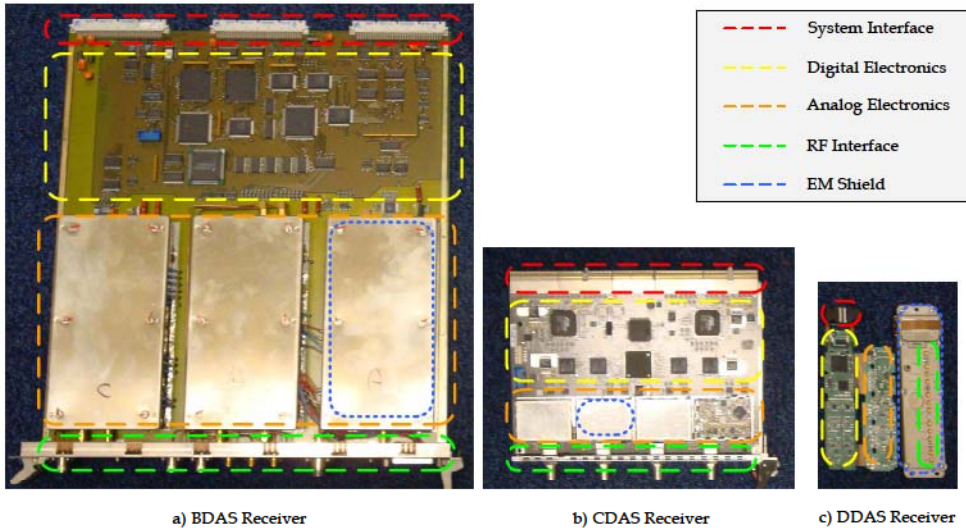 System Interface
Digital Electronics
Analog Electronics
RF Interface
EM Shield
a) BDAS Receiver
b) CDAS Receiver
c) DDAS Receiver